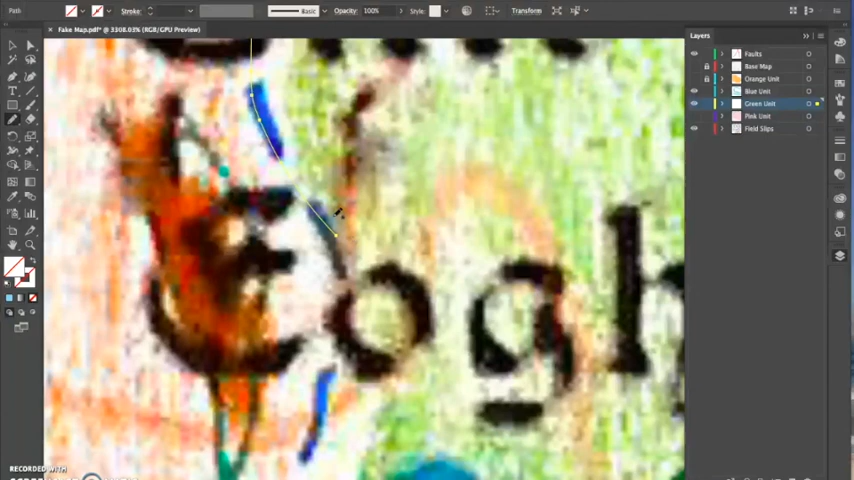 Path
Stroke:
Basic
Opacity:
100%
Style:
Transform
× Fake Map.pdf* @ 3308.03% (RGB/GPU Preview)
Layers
Faults
Base Map
Orange Unit
Blue Unit
Green Unit
Pink Unit
Field Slips
Eogh
RECORDED WITH